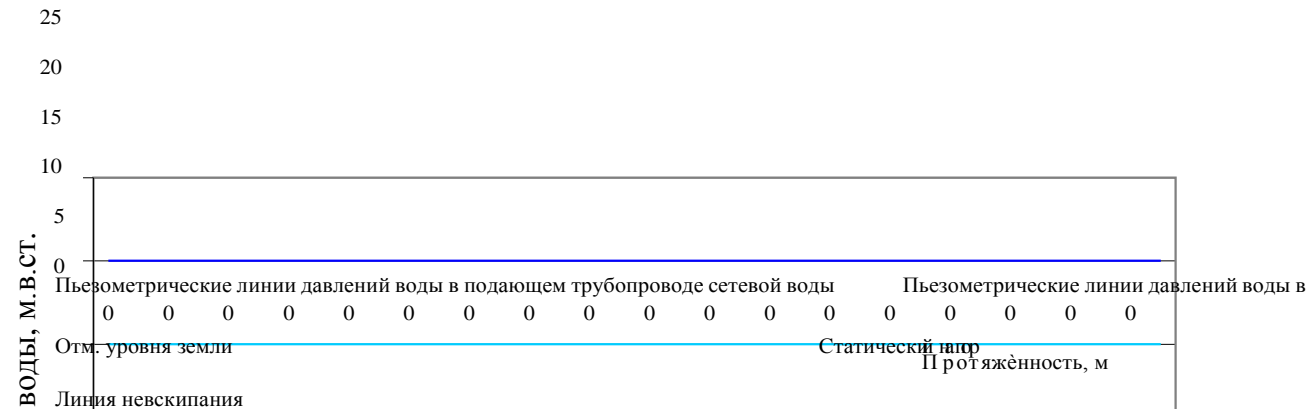 25
20
15
10
5
0
воды, м.в.ст.
Пьезометрические линии давлений воды в подающем трубопроводе сетевой воды
Пьезометрические линии давлений воды в
0 0 0 0 0 0 0 0 0 0 0 0 0 0 0 0 0 0
Отм. уровня земли
Статический напор
Протяжѐнность, м
Линия невскипания